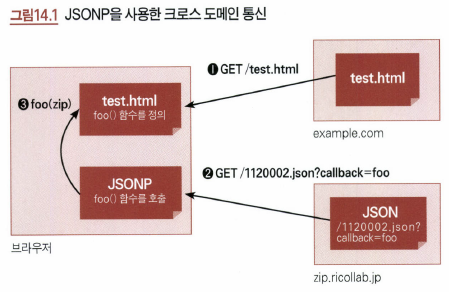 그림14.1 JSONP을 사용한 크로스 도메인 통신
❶ GET /test.html
test.html
example.com
❸ foo(zip)
test.html
foo() 함수를 정의
❷ GET /1120002.json?callback=foo
JSONP
foo() 함수를 호출
JSON
/1120002.json?
callback=foo
브라우저
zip.ricollab.jp